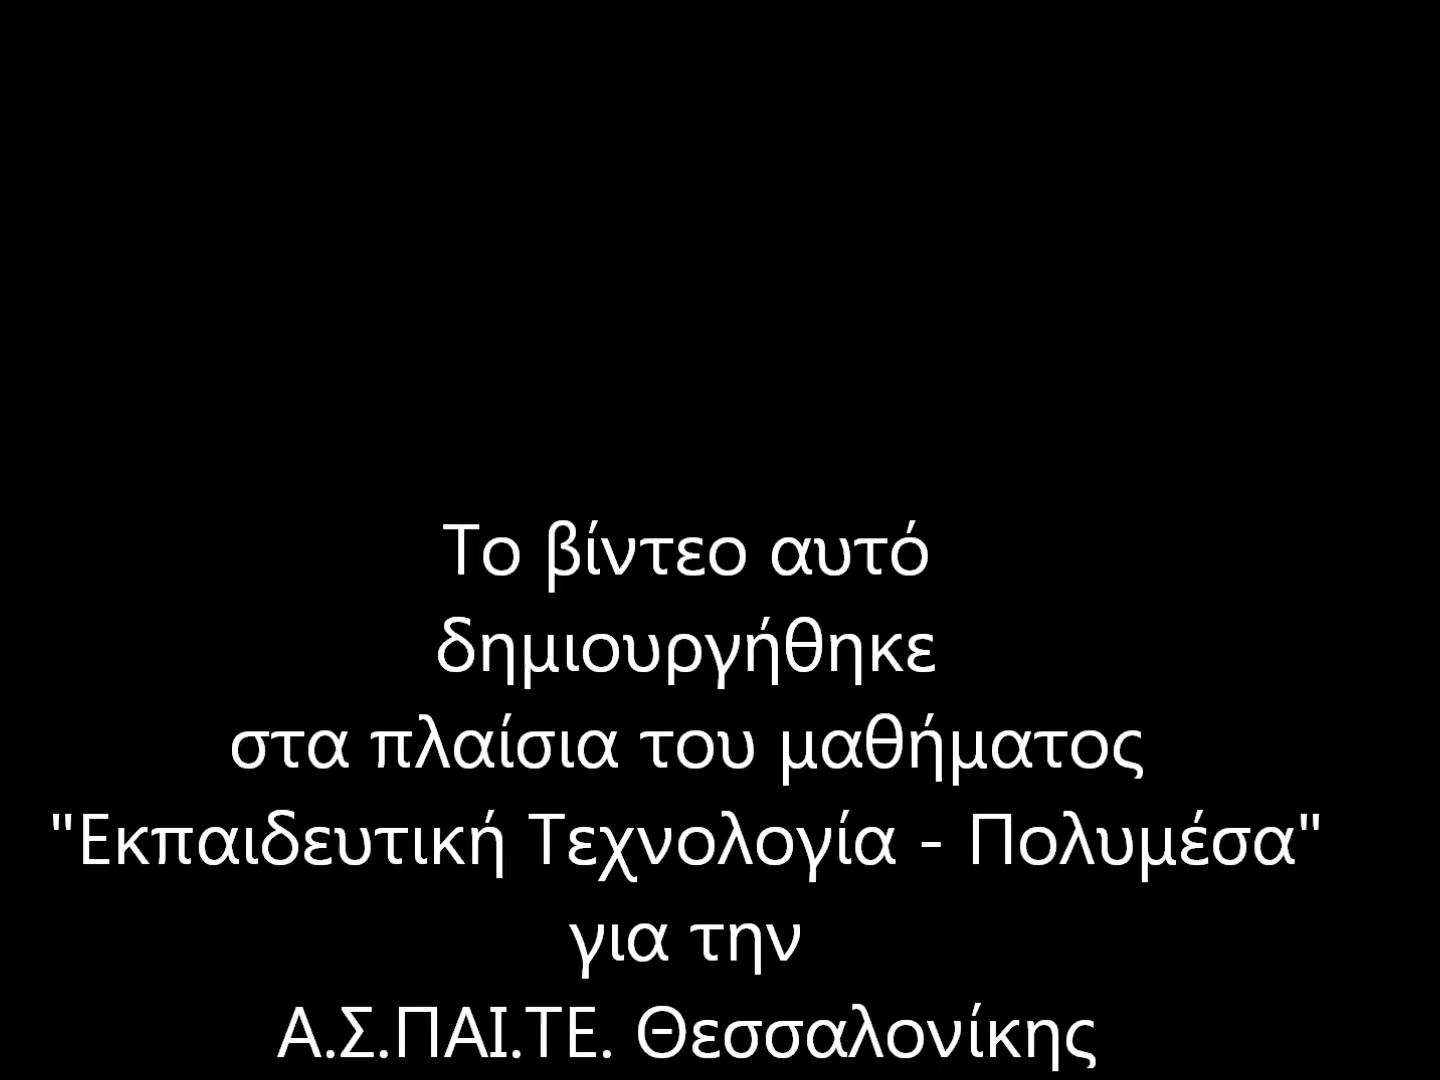 Το βίντεο αυτό
δημιουργήθηκε
στα πλαίσια του μαθήματος
"Εκπαιδευτική Τεχνολογία - Πολυμέσα"
για την
Α.Σ.ΠΑΙ.ΤΕ. Θεσσαλονίκης